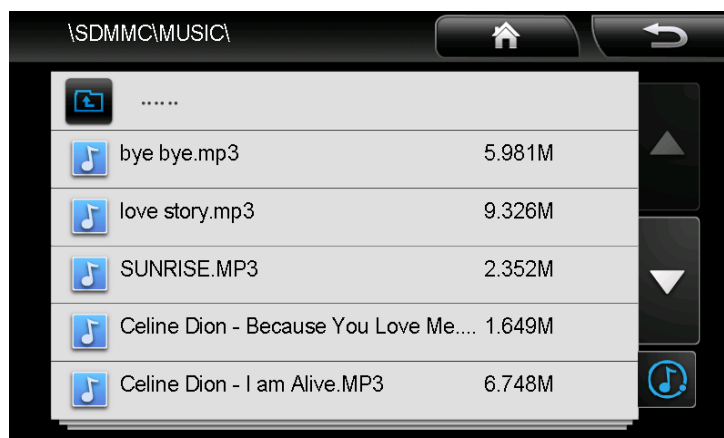 \SDMMC\MUSIC\
......
bye bye.mp3 5.981M
love story.mp3 9.326M
SUNRISE.MP3 2.352M
Celine Dion - Because You Love Me.... 1.649M
Celine Dion - I am Alive.MP3 6.748M